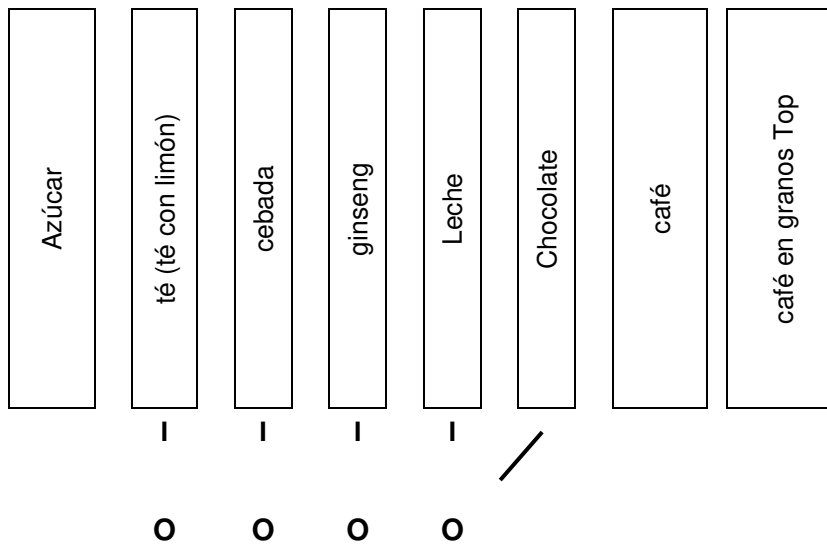 Azúcar
té (té con limón)
cebada
ginseng
Leche
Chocolate
café
café en granos Top
I I I I
O O O O